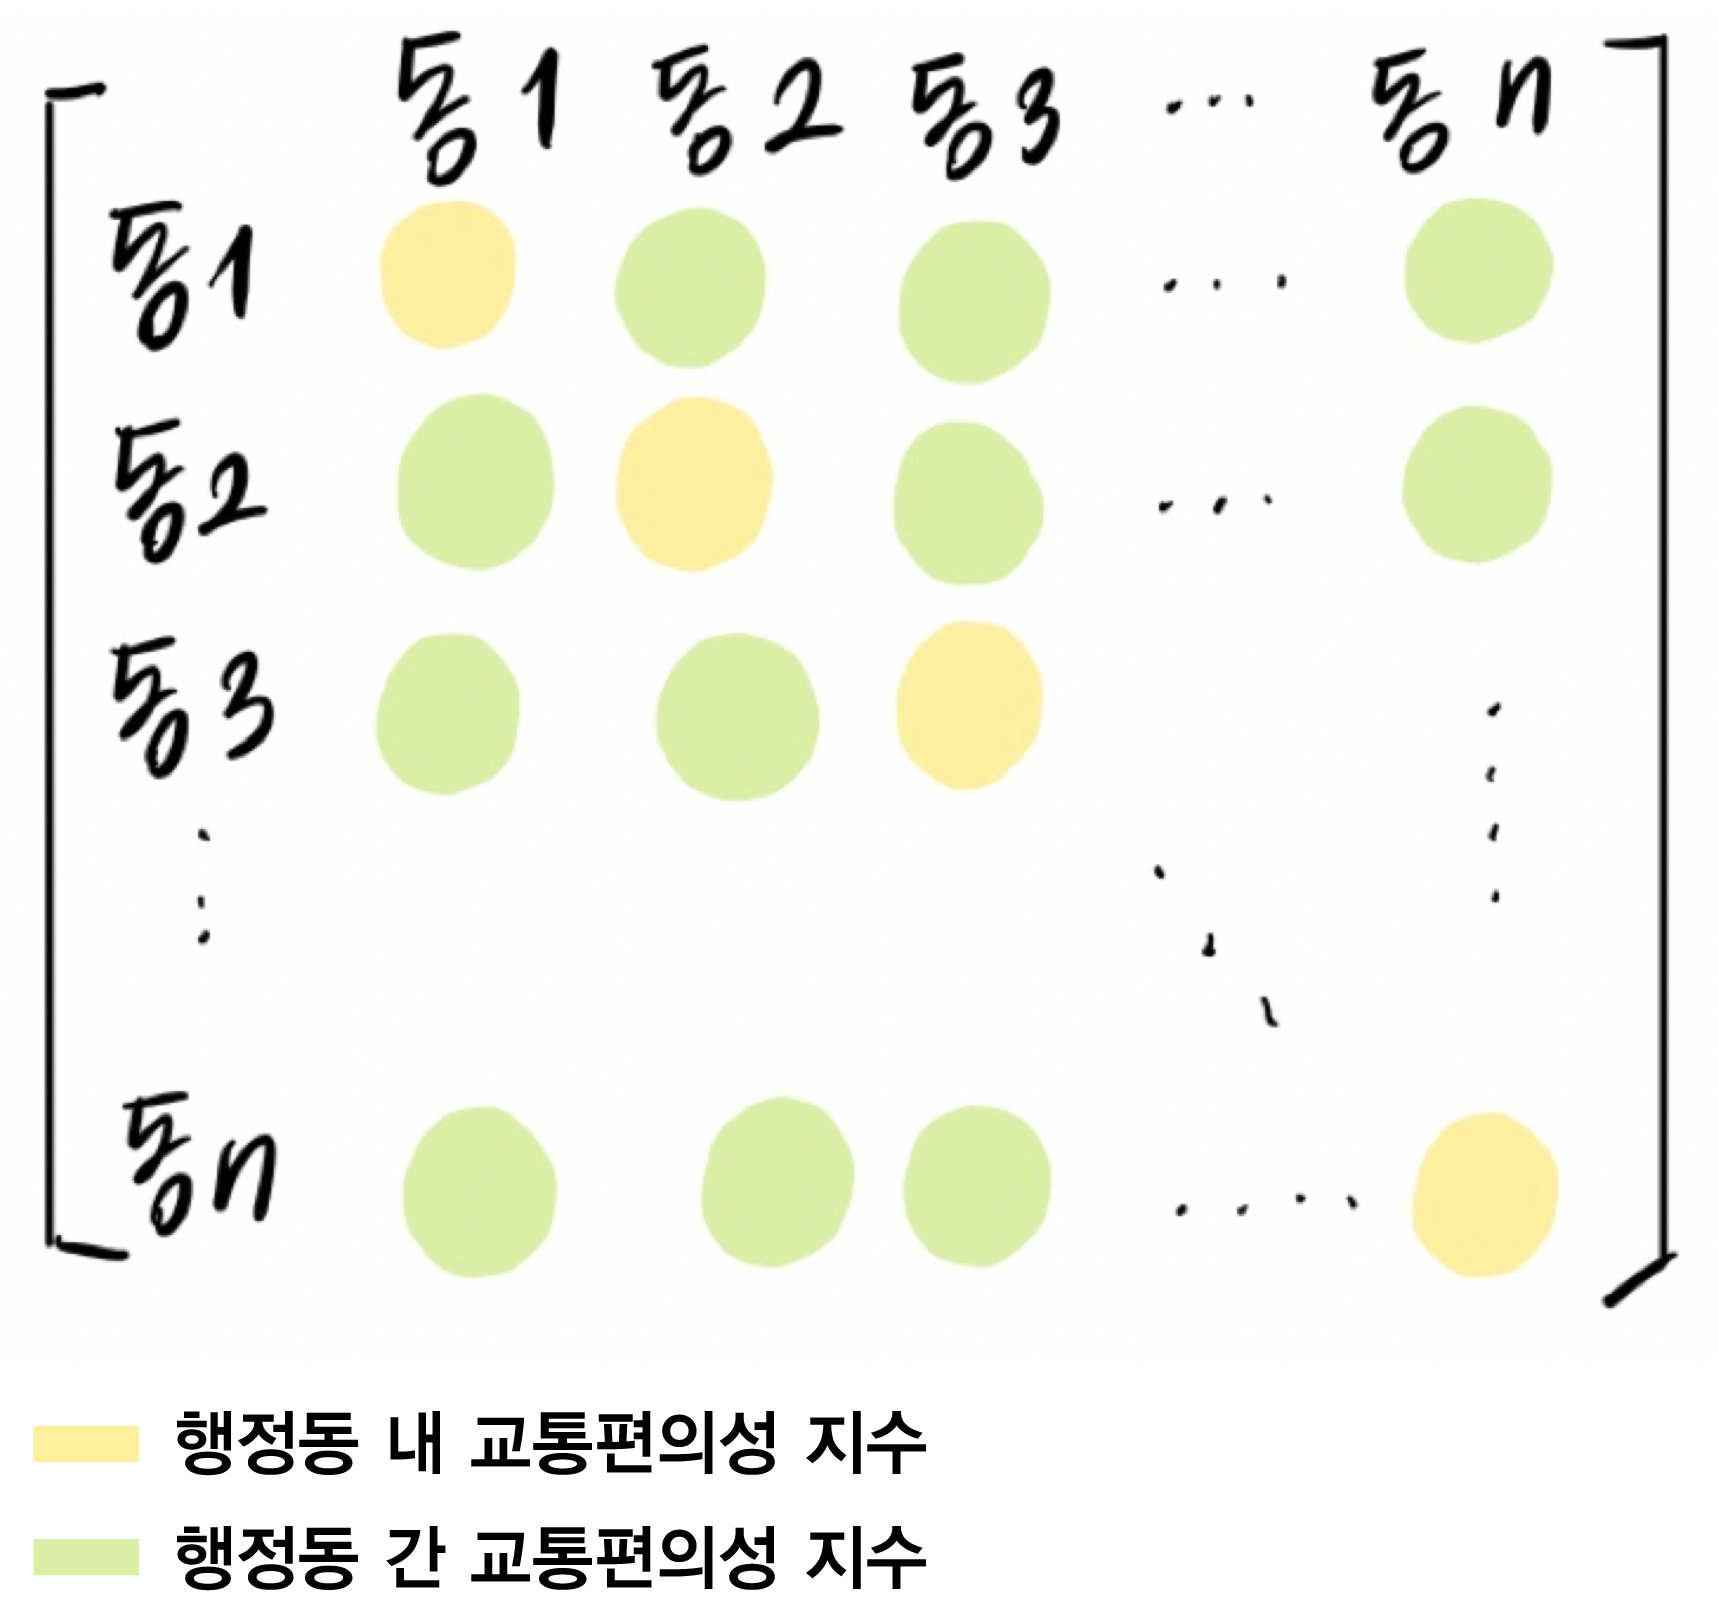 동1 동2 동3 ... 동n
동1 ...
동2 ...
동3
동n ....
행정동 내 교통편의성 지수
행정동 간 교통편의성 지수